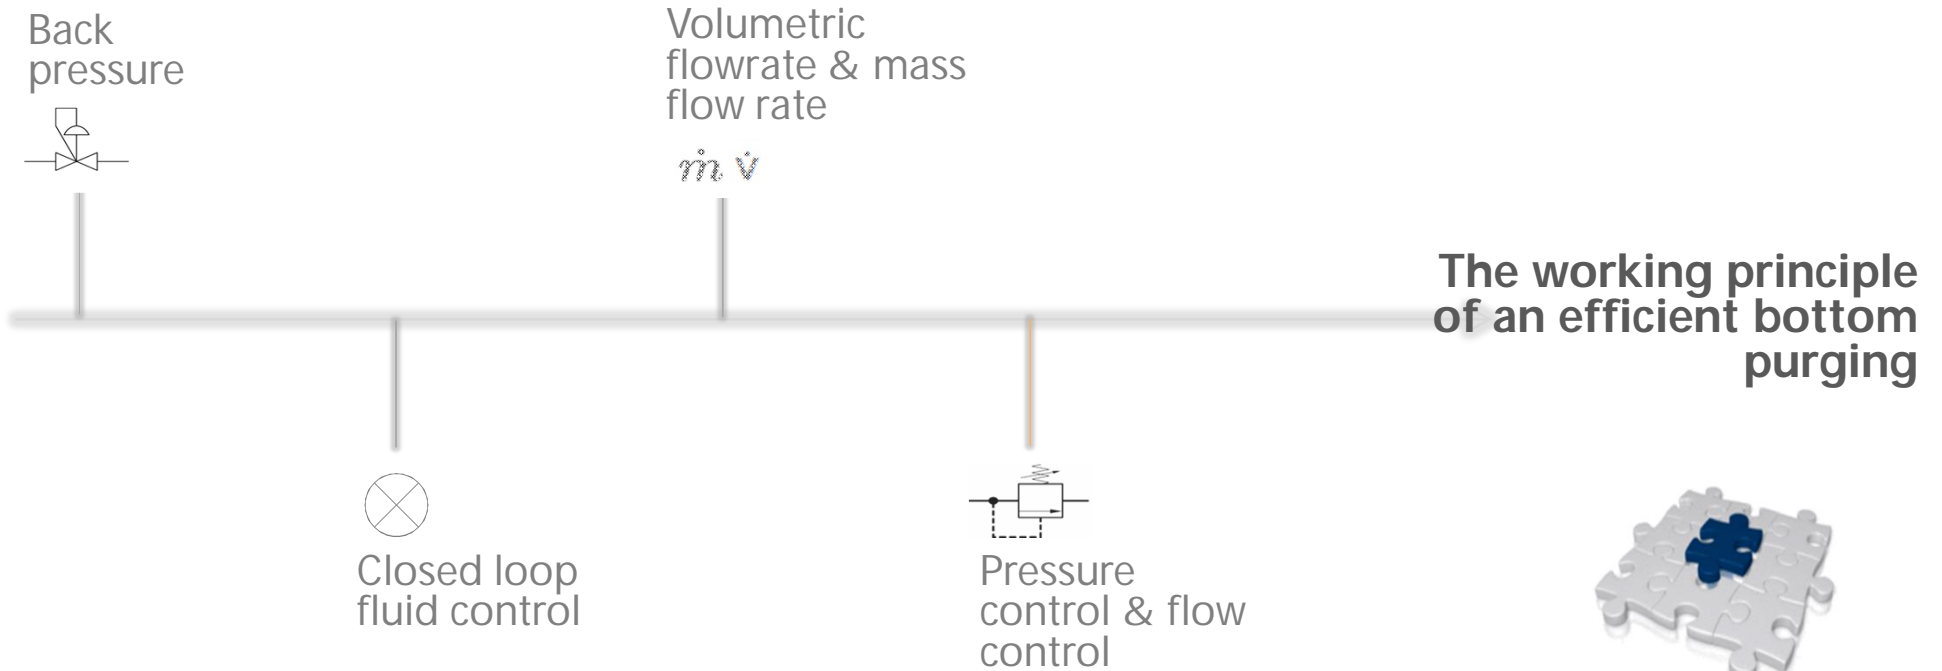 Back
pressure
Volumetric
flowrate & mass
flow rate
ṁ v̇
The working principle
of an efficient bottom
purging
Closed loop
fluid control
Pressure
control & flow
control